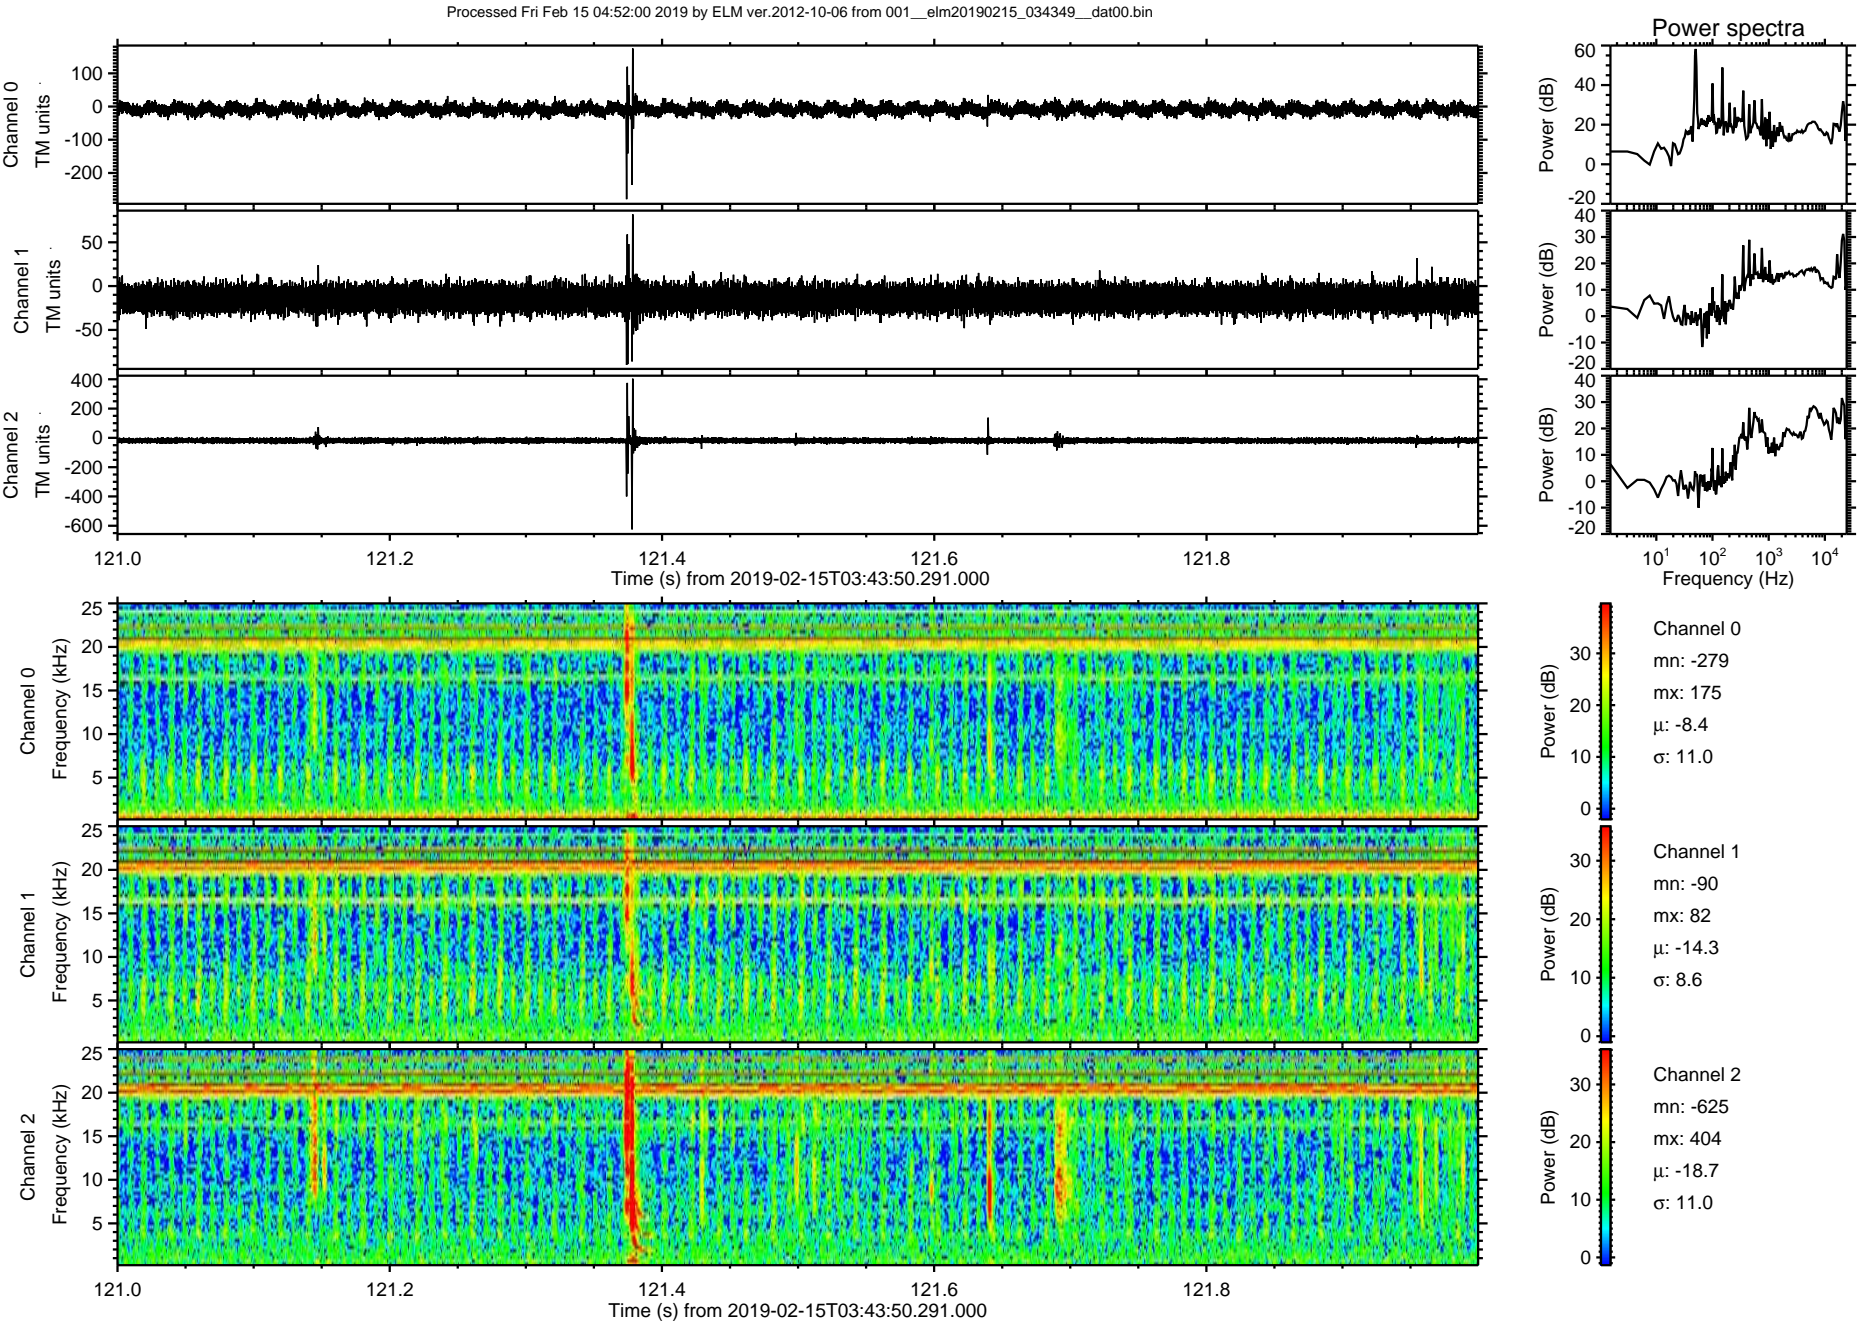 Processed Fri Feb 15 04:52:00 2019 by ELM ver.2012-10-06 from 001__elm20190215_034349__dat00.bin
Power spectra
Channel 0
TM units
100
0
-100
-200
Power (dB)
60
40
20
0
-20
Channel 1
TM units
50
0
-50
Power (dB)
40
30
20
10
0
-10
-20
Channel 2
TM units
400
200
0
-200
-400
-600
Power (dB)
40
30
20
10
0
-10
-20
121.0 121.2 121.4 121.6 121.8
Time (s) from 2019-02-15T03:43:50.291.000
10¹ 10² 10³ 10⁴
Frequency (Hz)
Channel 0
Frequency (kHz)
25
20
15
10
5
Power (dB)
30
20
10
0
Channel 0
mn: -279
mx: 175
µ: -8.4
σ: 11.0
Channel 1
Frequency (kHz)
25
20
15
10
5
Power (dB)
30
20
10
0
Channel 1
mn: -90
mx: 82
µ: -14.3
σ: 8.6
Channel 2
Frequency (kHz)
25
20
15
10
5
Power (dB)
30
20
10
0
Channel 2
mn: -625
mx: 404
µ: -18.7
σ: 11.0
121.0 121.2 121.4 121.6 121.8
Time (s) from 2019-02-15T03:43:50.291.000